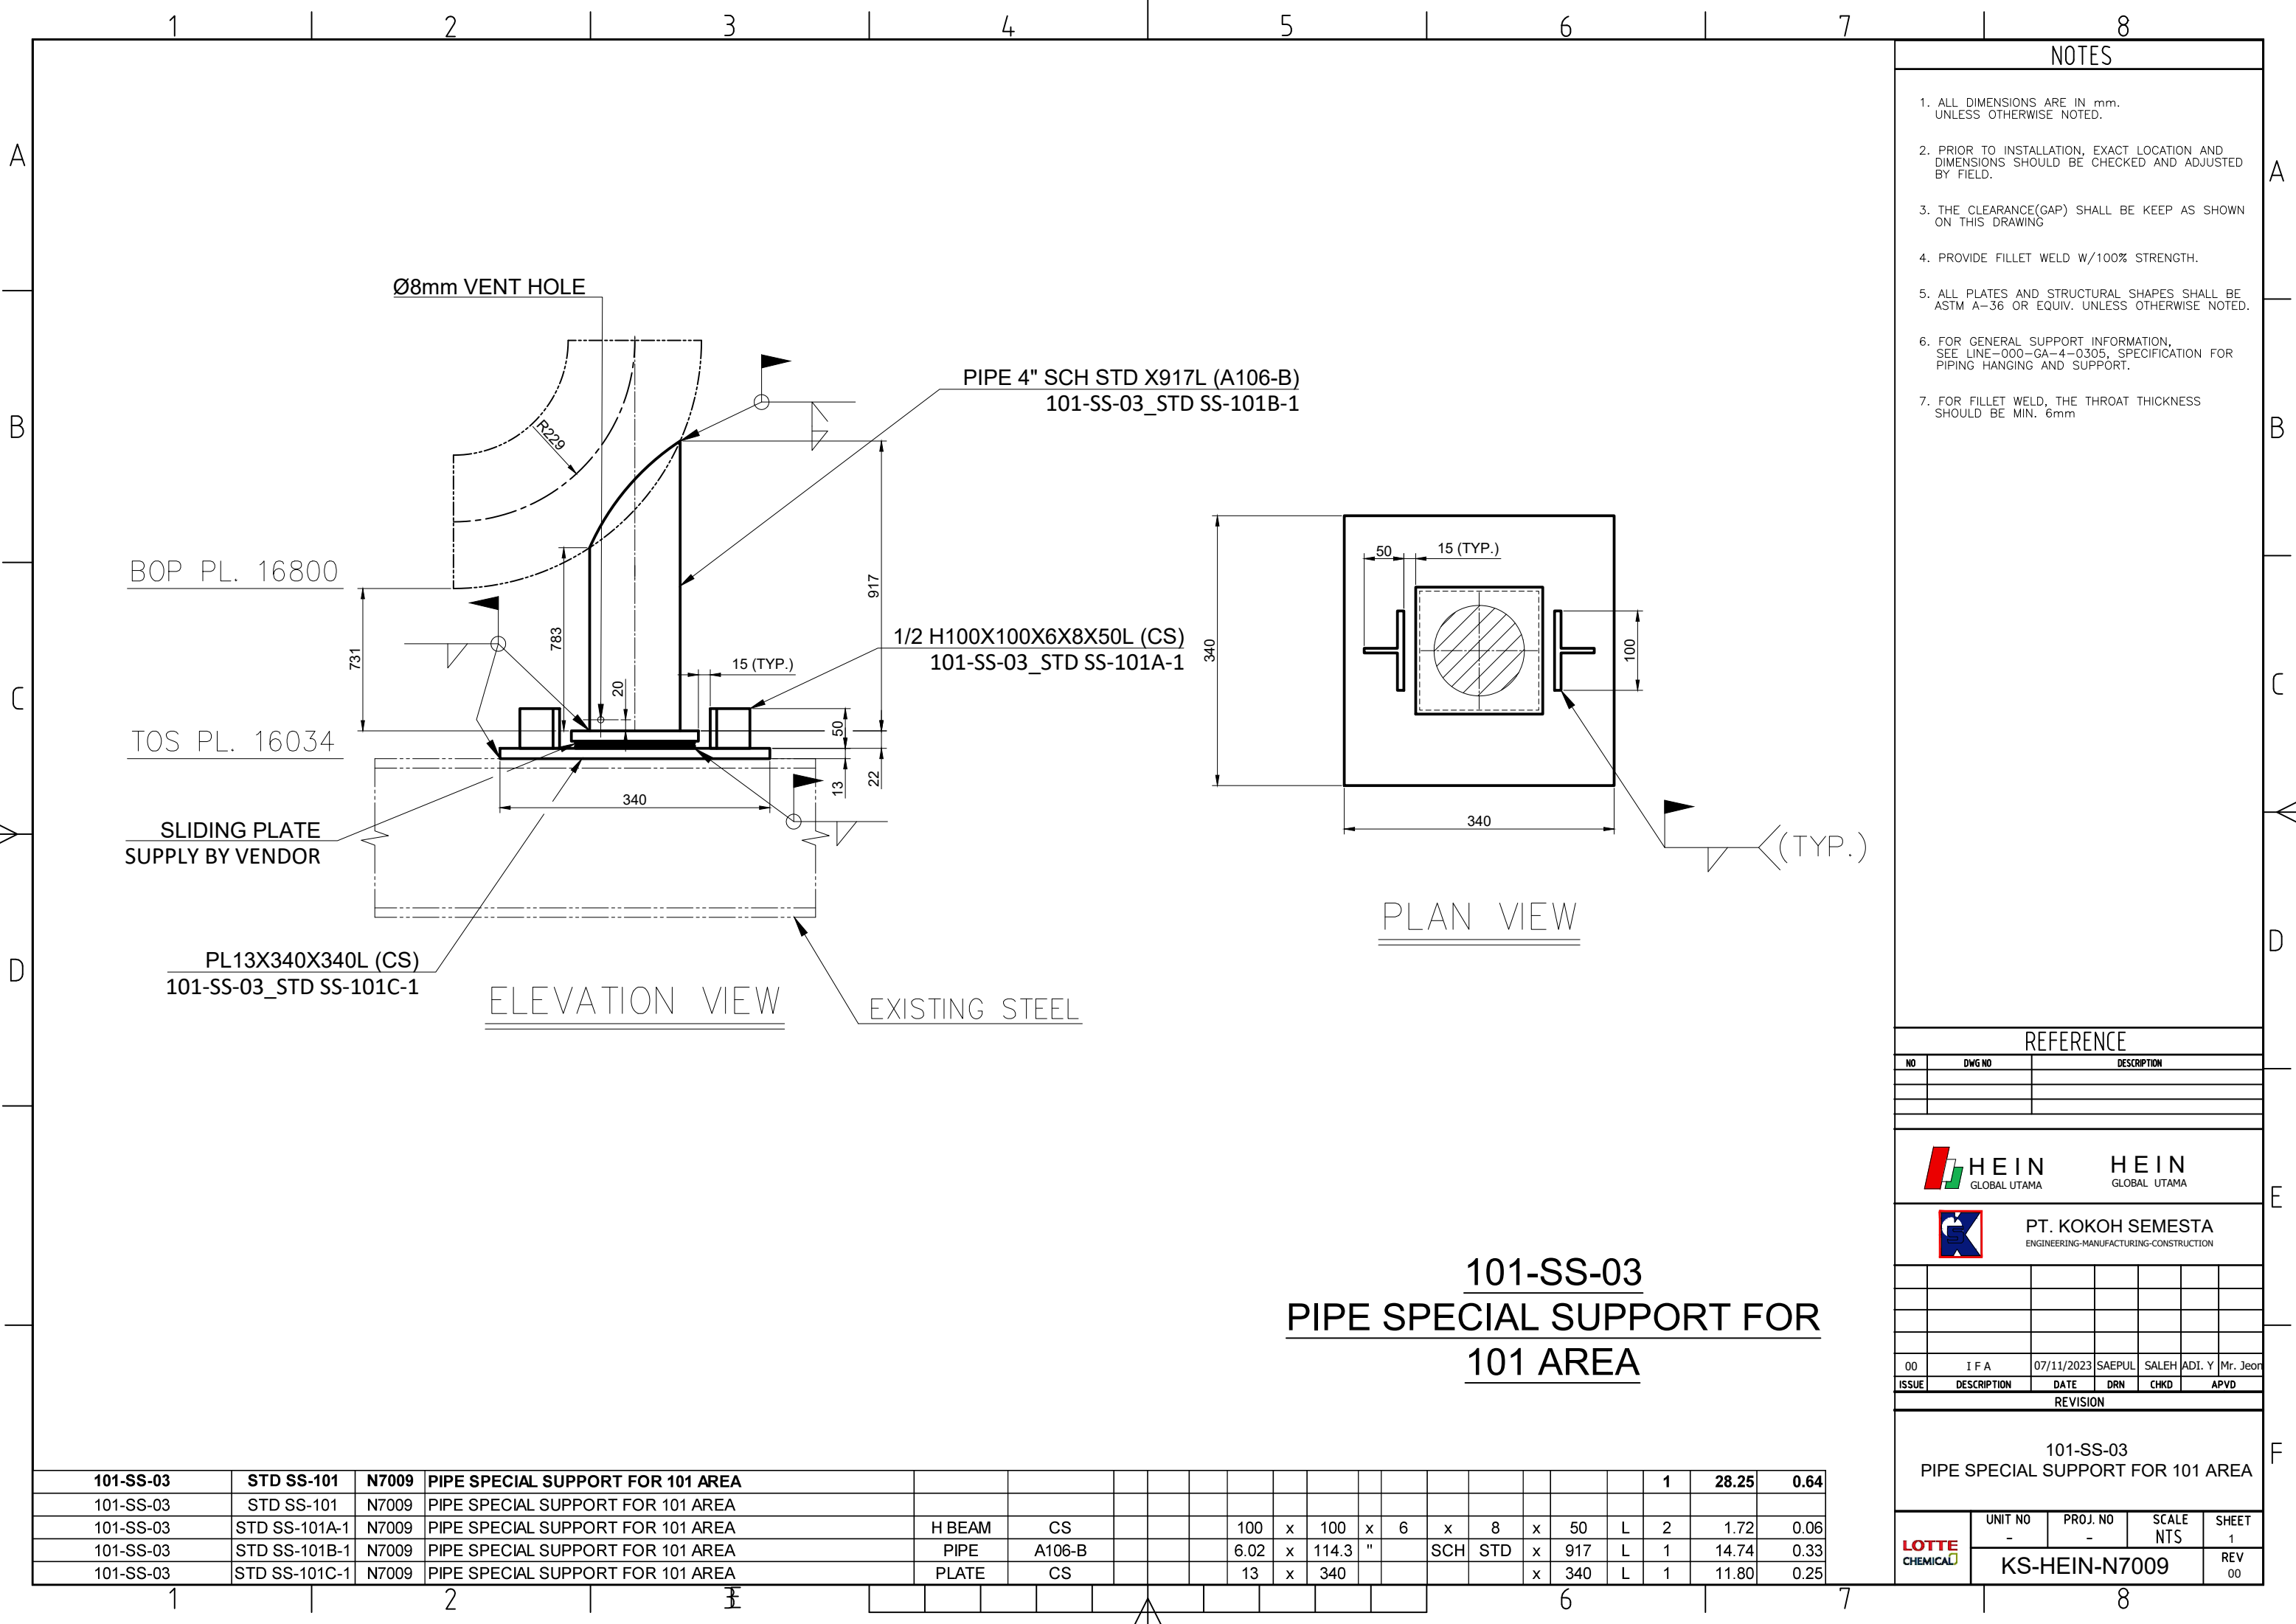 1 2 3 4 5 6 7 8
A
B
C
D
A
B
C
D
E
F
Ø8mm VENT HOLE
R229
PIPE 4" SCH STD X917L (A106-B)
101-SS-03_STD SS-101B-1
BOP PL. 16800
731
783
917
20
15 (TYP.)
1/2 H100X100X6X8X50L (CS)
101-SS-03_STD SS-101A-1
TOS PL. 16034
50
13
22
340
SLIDING PLATE
SUPPLY BY VENDOR
PL13X340X340L (CS)
101-SS-03_STD SS-101C-1
ELEVATION VIEW
EXISTING STEEL
50
15 (TYP.)
340
100
340
(TYP.)
PLAN VIEW
NOTES
1. ALL DIMENSIONS ARE IN mm.
UNLESS OTHERWISE NOTED.
2. PRIOR TO INSTALLATION, EXACT LOCATION AND
DIMENSIONS SHOULD BE CHECKED AND ADJUSTED
BY FIELD.
3. THE CLEARANCE(GAP) SHALL BE KEEP AS SHOWN
ON THIS DRAWING
4. PROVIDE FILLET WELD W/100% STRENGTH.
5. ALL PLATES AND STRUCTURAL SHAPES SHALL BE
ASTM A-36 OR EQUIV. UNLESS OTHERWISE NOTED.
6. FOR GENERAL SUPPORT INFORMATION,
SEE LINE-000-GA-4-0305, SPECIFICATION FOR
PIPING HANGING AND SUPPORT.
7. FOR FILLET WELD, THE THROAT THICKNESS
SHOULD BE MIN. 6mm
REFERENCE
NO DWG NO DESCRIPTION
HEIN HEIN
GLOBAL UTAMA GLOBAL UTAMA
PT. KOKOH SEMESTA
ENGINEERING-MANUFACTURING-CONSTRUCTION
00 I F A 07/11/2023 SAEPUL SALEH ADI. Y Mr. Jeon
ISSUE DESCRIPTION DATE DRN CHKD APVD
REVISION
101-SS-03
PIPE SPECIAL SUPPORT FOR 101 AREA
LOTTE
CHEMICAL
UNIT NO PROJ. NO SCALE SHEET
- - NTS 1
KS-HEIN-N7009 REV
00
101-SS-03
PIPE SPECIAL SUPPORT FOR
101 AREA
101-SS-03 STD SS-101 N7009 PIPE SPECIAL SUPPORT FOR 101 AREA 1 28.25 0.64
101-SS-03 STD SS-101 N7009 PIPE SPECIAL SUPPORT FOR 101 AREA
101-SS-03 STD SS-101A-1 N7009 PIPE SPECIAL SUPPORT FOR 101 AREA H BEAM CS 100 x 100 x 6 x 8 x 50 L 2 1.72 0.06
101-SS-03 STD SS-101B-1 N7009 PIPE SPECIAL SUPPORT FOR 101 AREA PIPE A106-B 6.02 x 114.3 " SCH STD x 917 L 1 14.74 0.33
101-SS-03 STD SS-101C-1 N7009 PIPE SPECIAL SUPPORT FOR 101 AREA PLATE CS 13 x 340 x 340 L 1 11.80 0.25
1 2 6 7 8